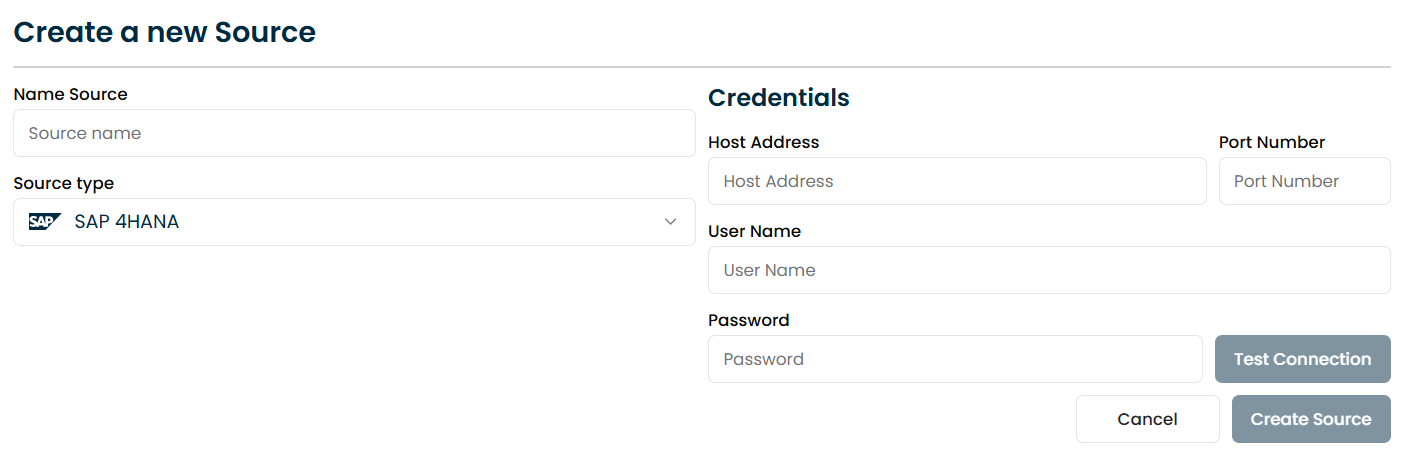 Create a new Source
Name Source
Source name
Source type
SAP SAP 4HANA
Credentials
Host Address Port Number
Host Address Port Number
User Name
User Name
Password
Password Test Connection
Cancel Create Source